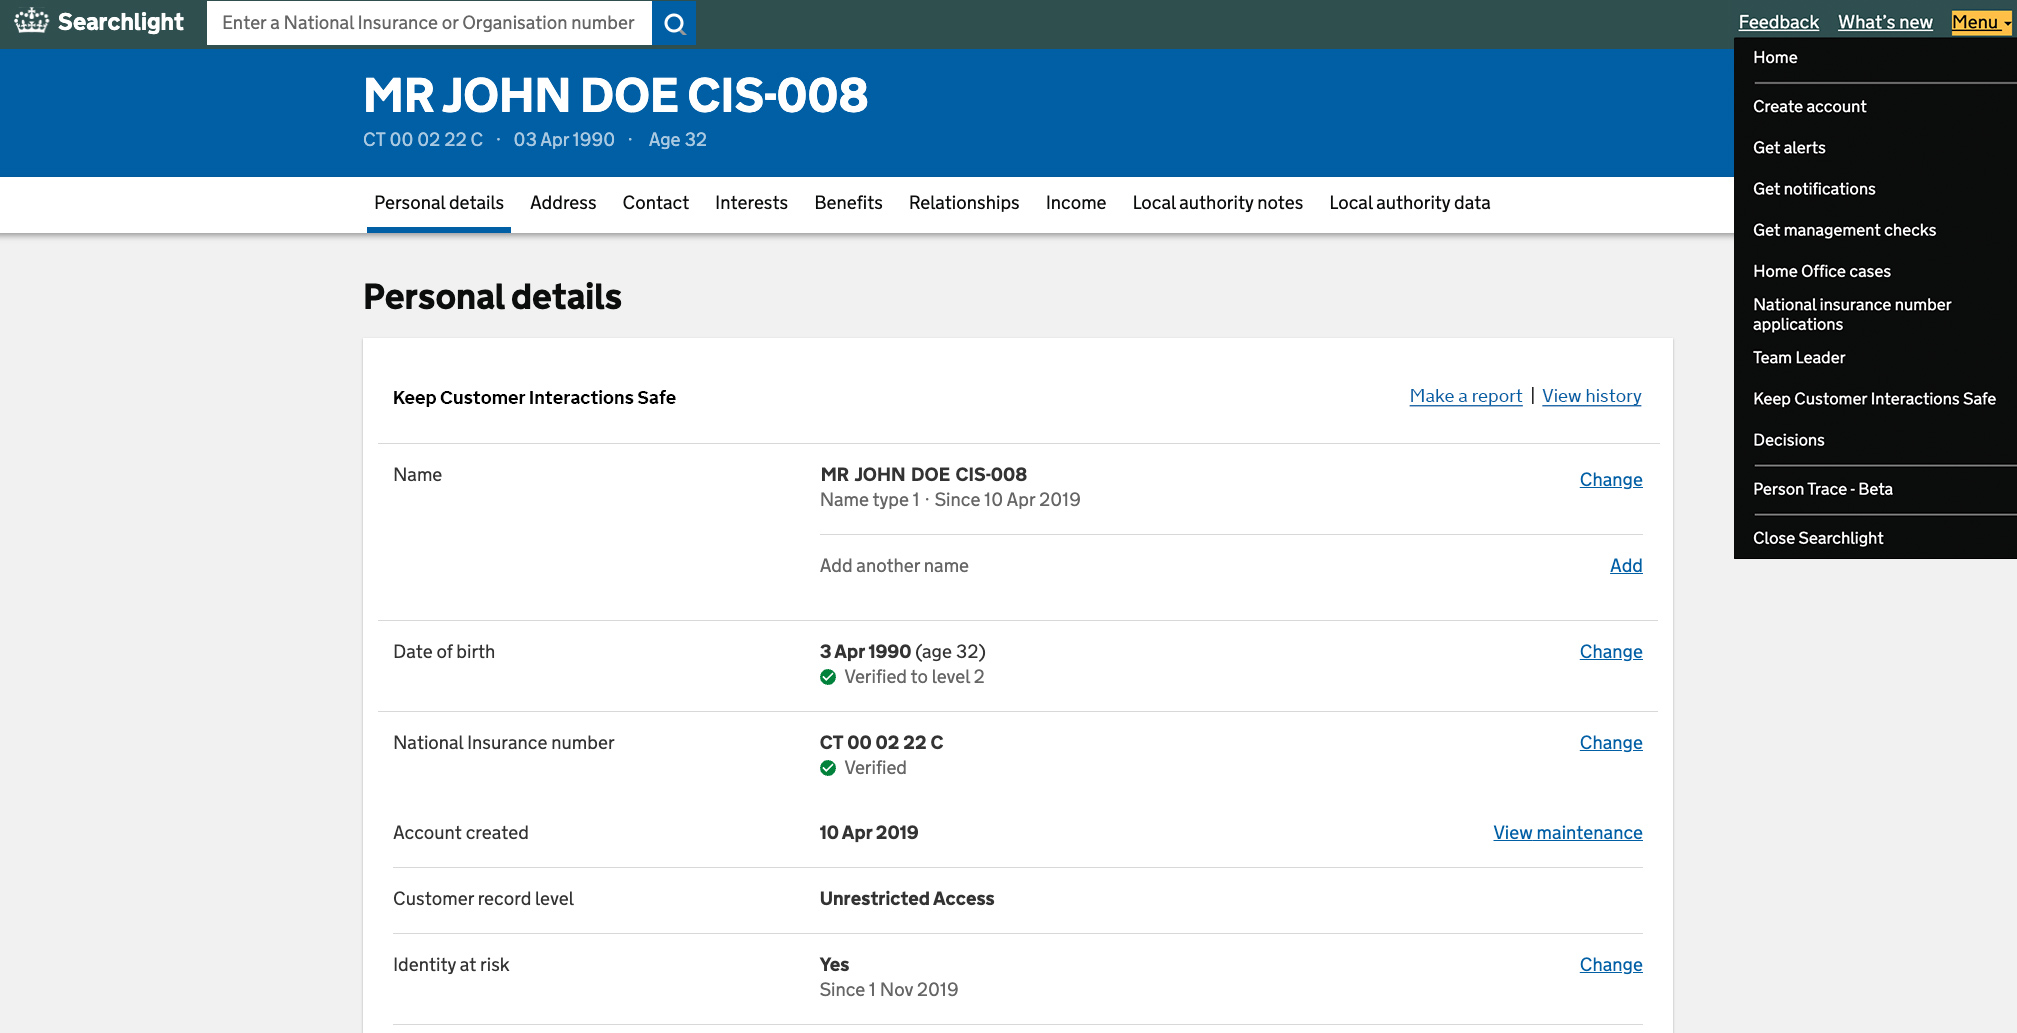 Searchlight
Enter a National Insurance or Organisation number
Feedback
What's new
Menu
Home
Create account
Get alerts
Get notifications
Get management checks
Home Office cases
National insurance number
applications
Team Leader
Keep Customer Interactions Safe
Decisions
Person Trace - Beta
Close Searchlight
MR JOHN DOE CIS-008
CT 00 02 22 C · 03 Apr 1990 · Age 32
Personal details Address Contact Interests Benefits Relationships Income Local authority notes Local authority data
Personal details
Keep Customer Interactions Safe Make a report | View history
Name MR JOHN DOE CIS-008 Change
Name type 1 · Since 10 Apr 2019
Add another name Add
Date of birth 3 Apr 1990 (age 32) Change
Verified to level 2
National Insurance number CT 00 02 22 C Change
Verified
Account created 10 Apr 2019 View maintenance
Customer record level Unrestricted Access
Identity at risk Yes Change
Since 1 Nov 2019